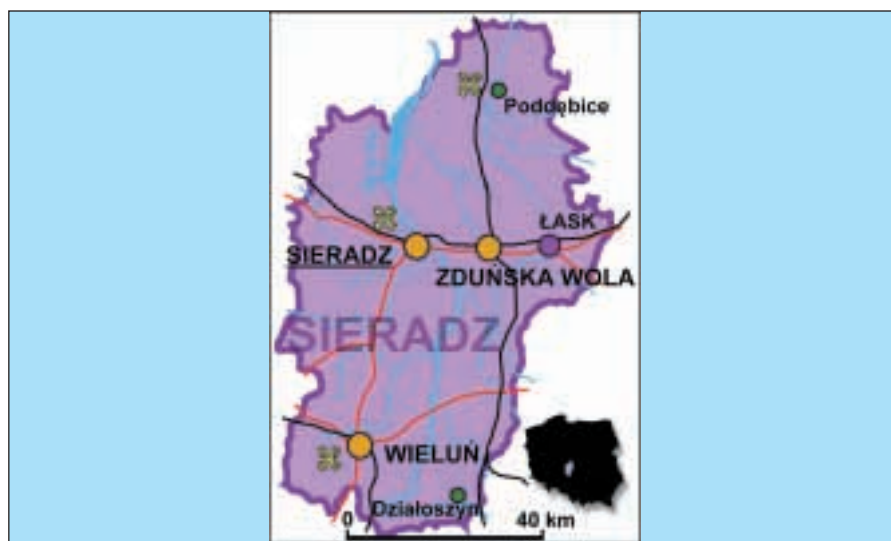 Poddębice
ŁASK
SIERADZ
ZDUŃSKA WOLA
SIERADZ
WIELUŃ
Działoszyn
0 40 km